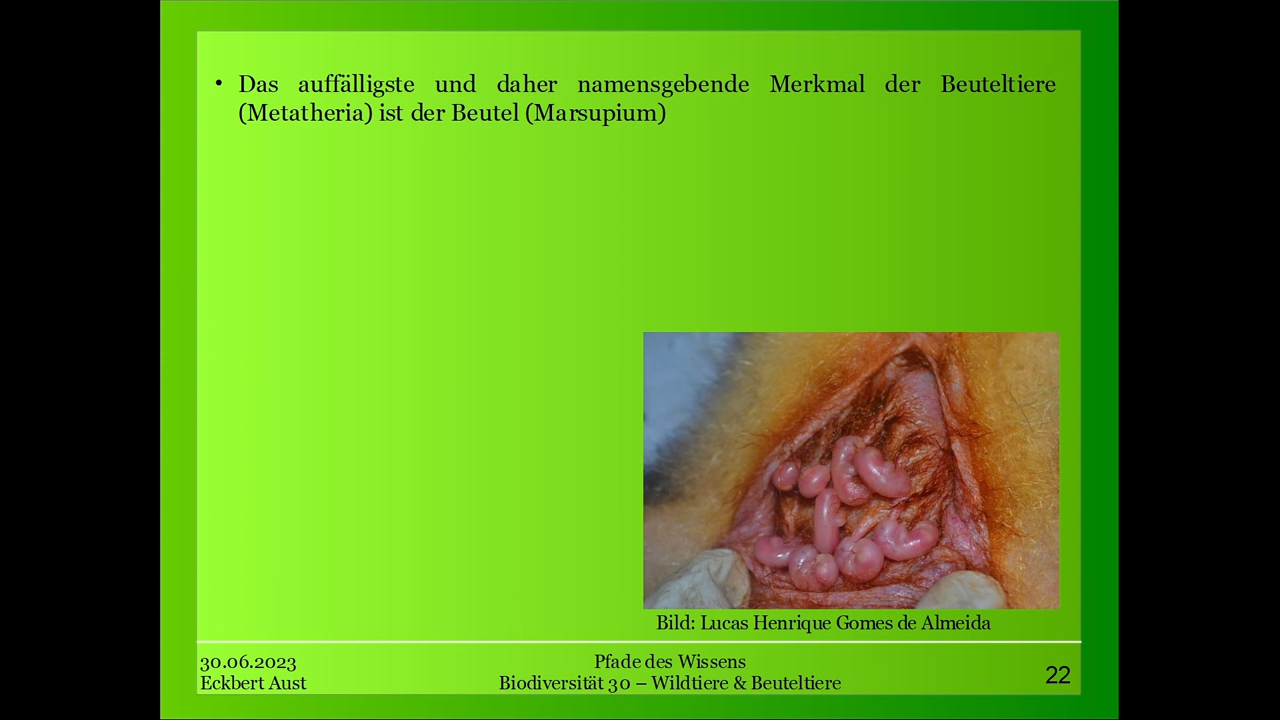 • Das auffälligste und daher namensgebende Merkmal der Beuteltiere
(Metatheria) ist der Beutel (Marsupium)
Bild: Lucas Henrique Gomes de Almeida
30.06.2023
Eckbert Aust
Pfade des Wissens
Biodiversität 30 – Wildtiere & Beuteltiere
22